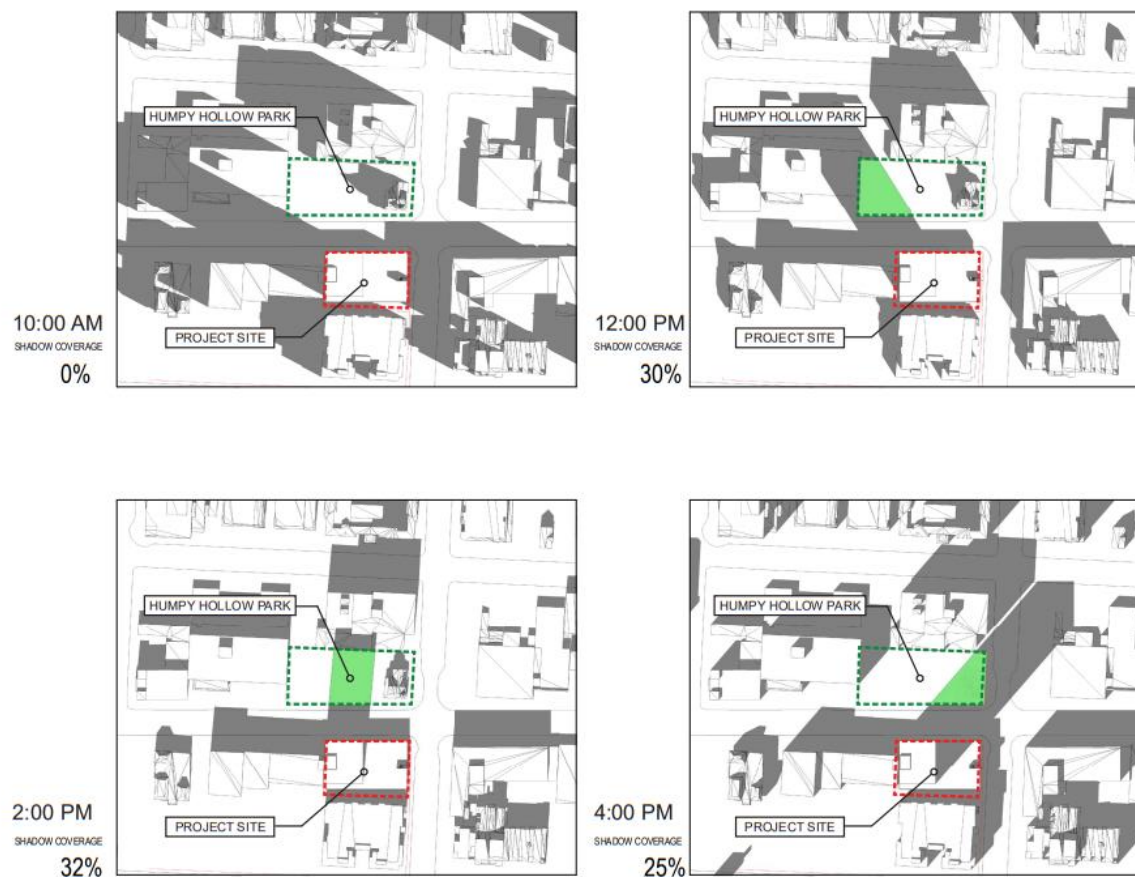 HUMPY HOLLOW PARK
PROJECT SITE
10:00 AM
SHADOW COVERAGE
0%
HUMPY HOLLOW PARK
PROJECT SITE
12:00 PM
SHADOW COVERAGE
30%
HUMPY HOLLOW PARK
PROJECT SITE
2:00 PM
SHADOW COVERAGE
32%
HUMPY HOLLOW PARK
PROJECT SITE
4:00 PM
SHADOW COVERAGE
25%